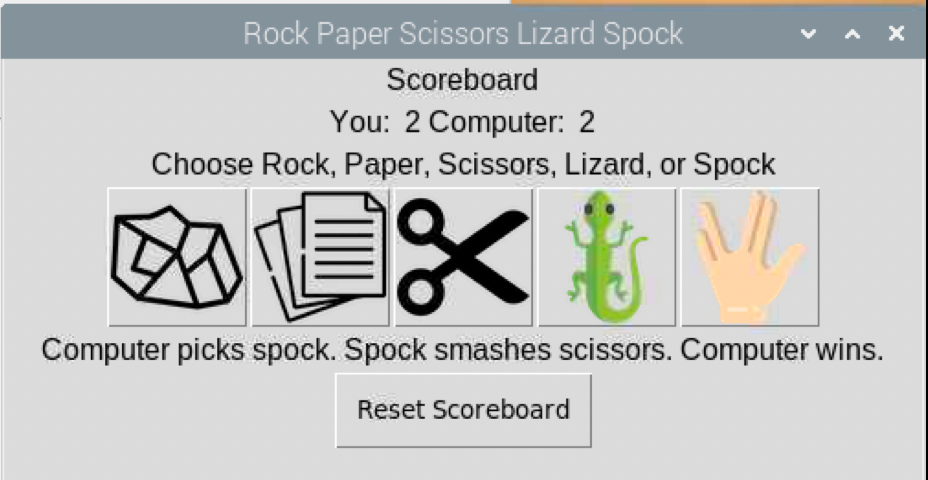 Rock Paper Scissors Lizard Spock
Scoreboard
You: 2 Computer: 2
Choose Rock, Paper, Scissors, Lizard, or Spock
Computer picks spock. Spock smashes scissors. Computer wins.
Reset Scoreboard